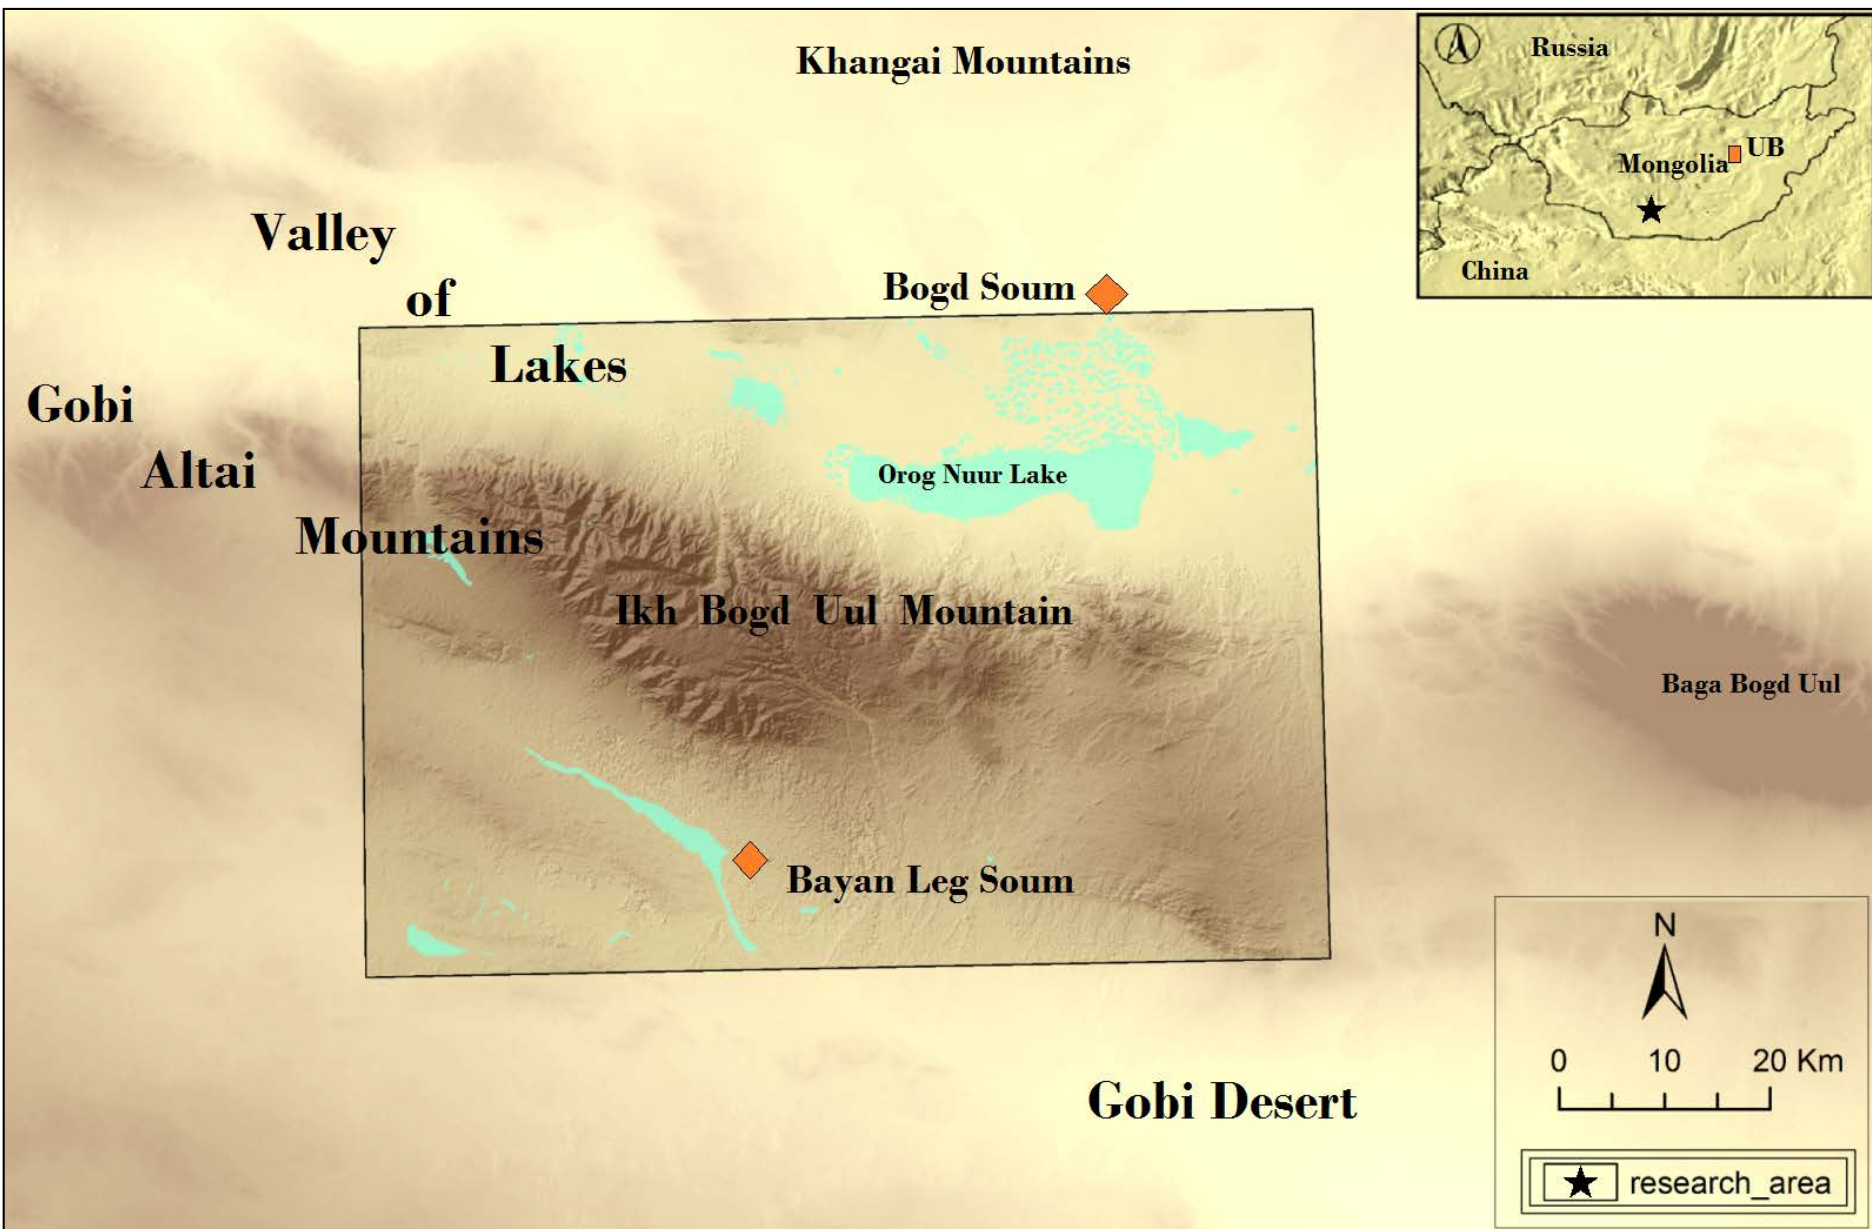 Khangai Mountains
Russia
Mongolia
UB
China
Valley
of
Lakes
Bogd Soum
Gobi
Altai
Mountains
Orog Nuur Lake
Ikh Bogd Uul Mountain
Baga Bogd Uul
Bayan Leg Soum
Gobi Desert
N
0 10 20 Km
research_area